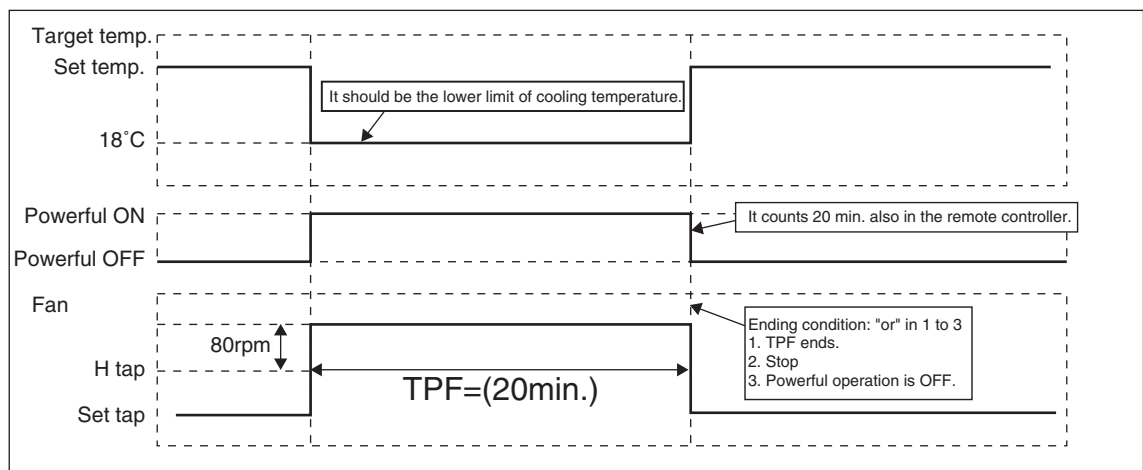 Target temp.
Set temp.
It should be the lower limit of cooling temperature.
18˚C
Powerful ON
It counts 20 min. also in the remote controller.
Powerful OFF
Fan
Ending condition: "or" in 1 to 3
1. TPF ends.
2. Stop
3. Powerful operation is OFF.
80rpm
H tap
TPF=(20min.)
Set tap